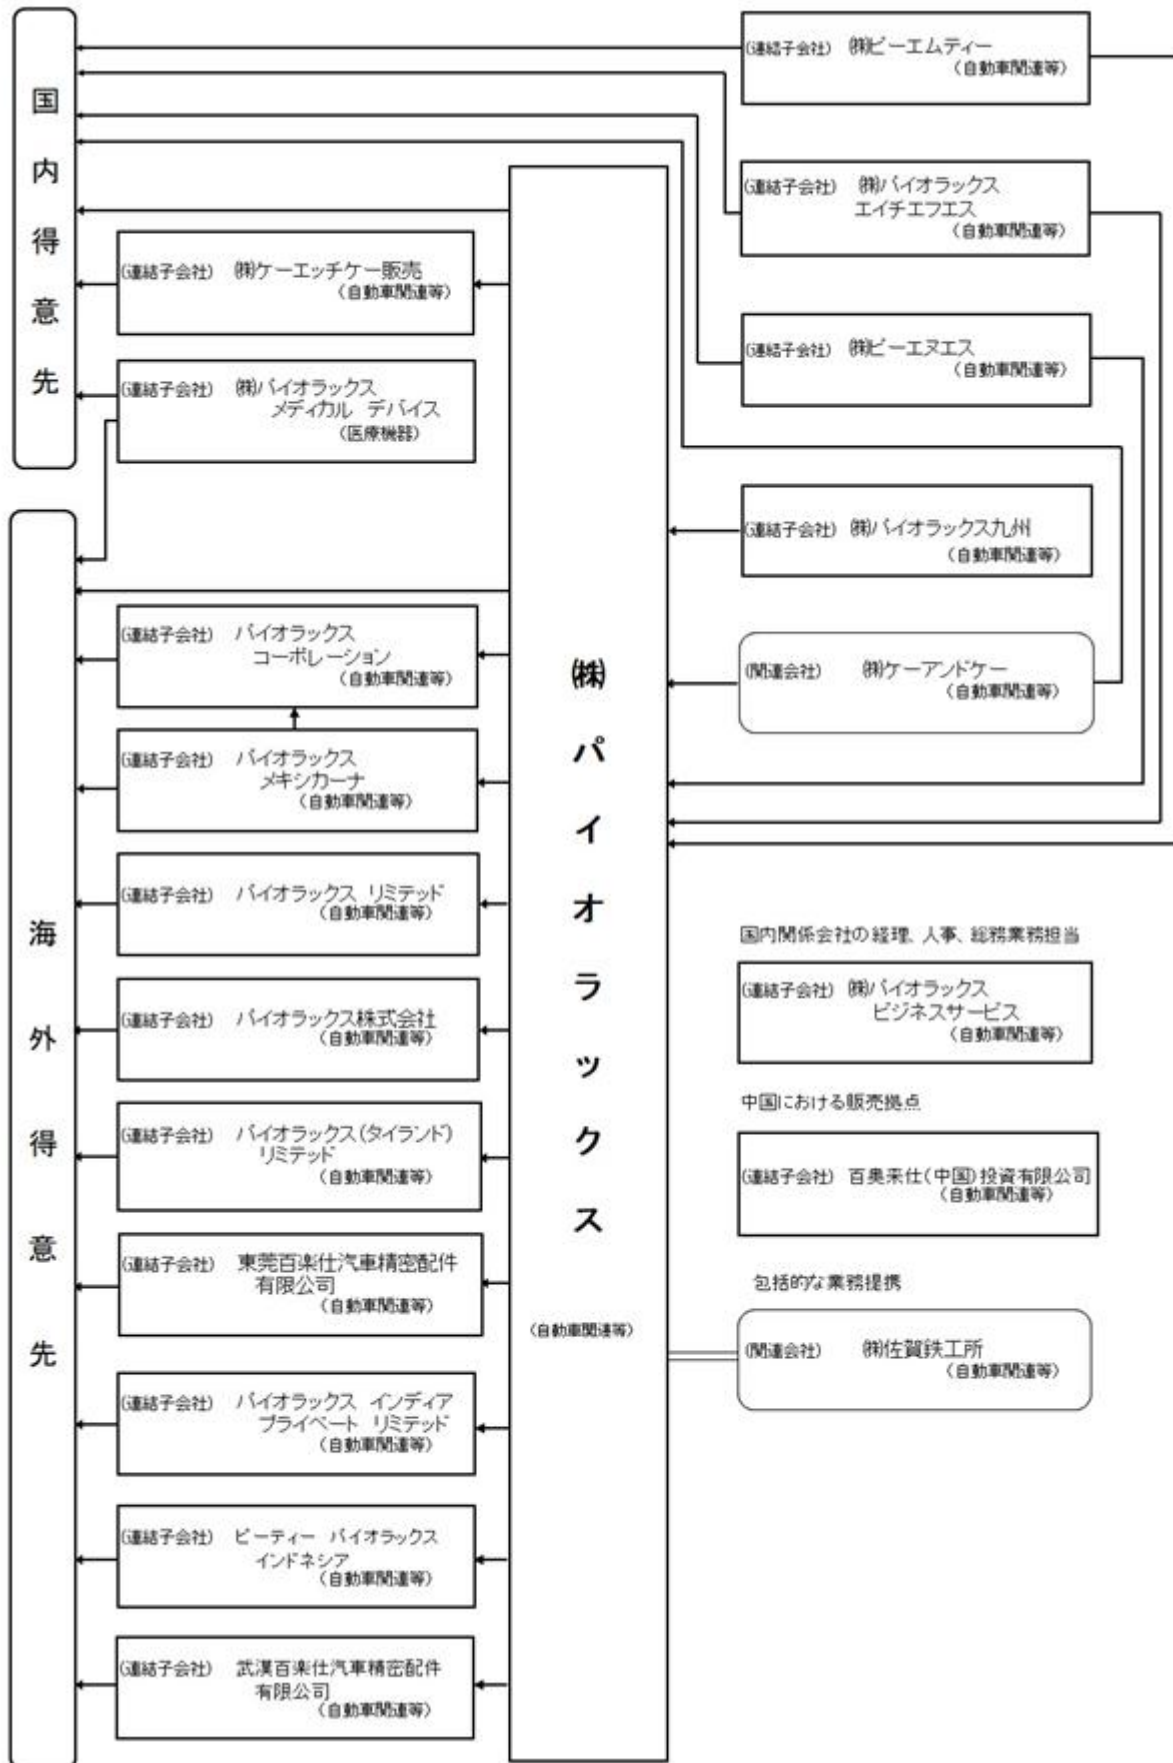 国内得意先
(連結子会社) ㈱ピーエムティー
(自動車関連等)
(連結子会社) ㈱パイオラックス
エイチエフエス
(自動車関連等)
(連結子会社) ㈱ケーエッチケー販売
(自動車関連等)
(連結子会社) ㈱ピーエヌエス
(自動車関連等)
(連結子会社) ㈱パイオラックス
メディカル デバイス
(医療機器)
(連結子会社) ㈱パイオラックス九州
(自動車関連等)
海外得意先
(連結子会社) パイオラックス
コーポレーション
(自動車関連等)
(関連会社) ㈱ケーアンドケー
(自動車関連等)
㈱パイオラックス
(自動車関連等)
(連結子会社) パイオラックス
メキシカーナ
(自動車関連等)
(連結子会社) パイオラックス リミテッド
(自動車関連等)
国内関係会社の経理、人事、総務業務担当
(連結子会社) ㈱パイオラックス
ビジネスサービス
(自動車関連等)
(連結子会社) パイオラックス株式会社
(自動車関連等)
中国における販売拠点
(連結子会社) 百奥来仕(中国)投資有限公司
(自動車関連等)
(連結子会社) パイオラックス(タイランド)
リミテッド
(自動車関連等)
(連結子会社) 東莞百楽仕汽車精密配件
有限公司
(自動車関連等)
包括的な業務提携
(関連会社) ㈱佐賀鉄工所
(自動車関連等)
(連結子会社) パイオラックス インディア
プライベート リミテッド
(自動車関連等)
(連結子会社) ピーティー パイオラックス
インドネシア
(自動車関連等)
(連結子会社) 武漢百楽仕汽車精密配件
有限公司
(自動車関連等)